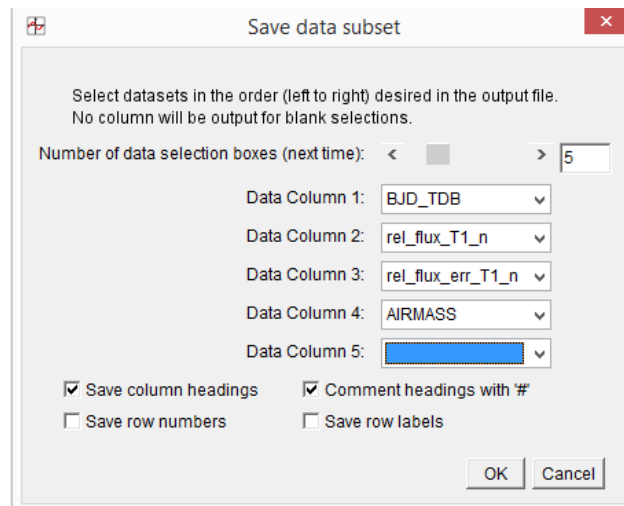 Save data subset
Select datasets in the order (left to right) desired in the output file.
No column will be output for blank selections.
Number of data selection boxes (next time): < > 5
Data Column 1: BJD_TDB
Data Column 2: rel_flux_T1_n
Data Column 3: rel_flux_err_T1_n
Data Column 4: AIRMASS
Data Column 5:
Save column headings Comment headings with '#'
Save row numbers Save row labels
OK Cancel